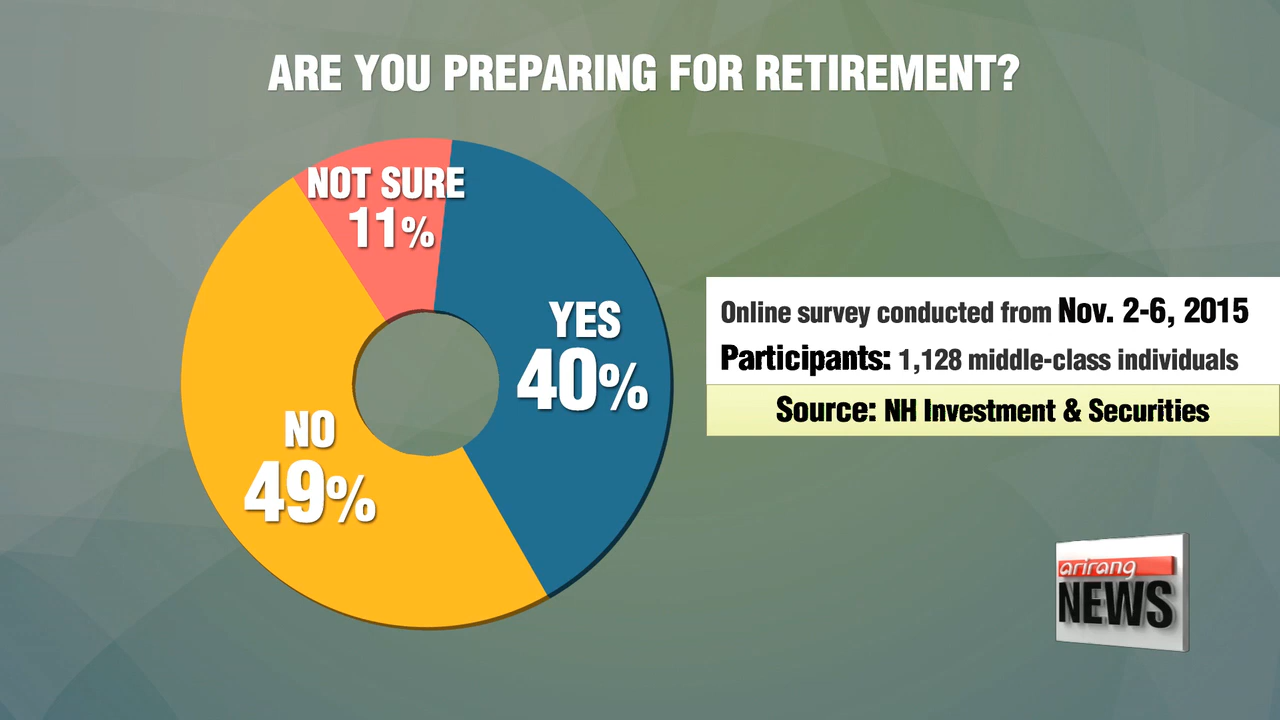 ARE YOU PREPARING FOR RETIREMENT?
NOT SURE
11%
YES
40%
NO
49%
Online survey conducted from Nov. 2-6, 2015
Participants: 1,128 middle-class individuals
Source: NH Investment & Securities
arirang
NEWS